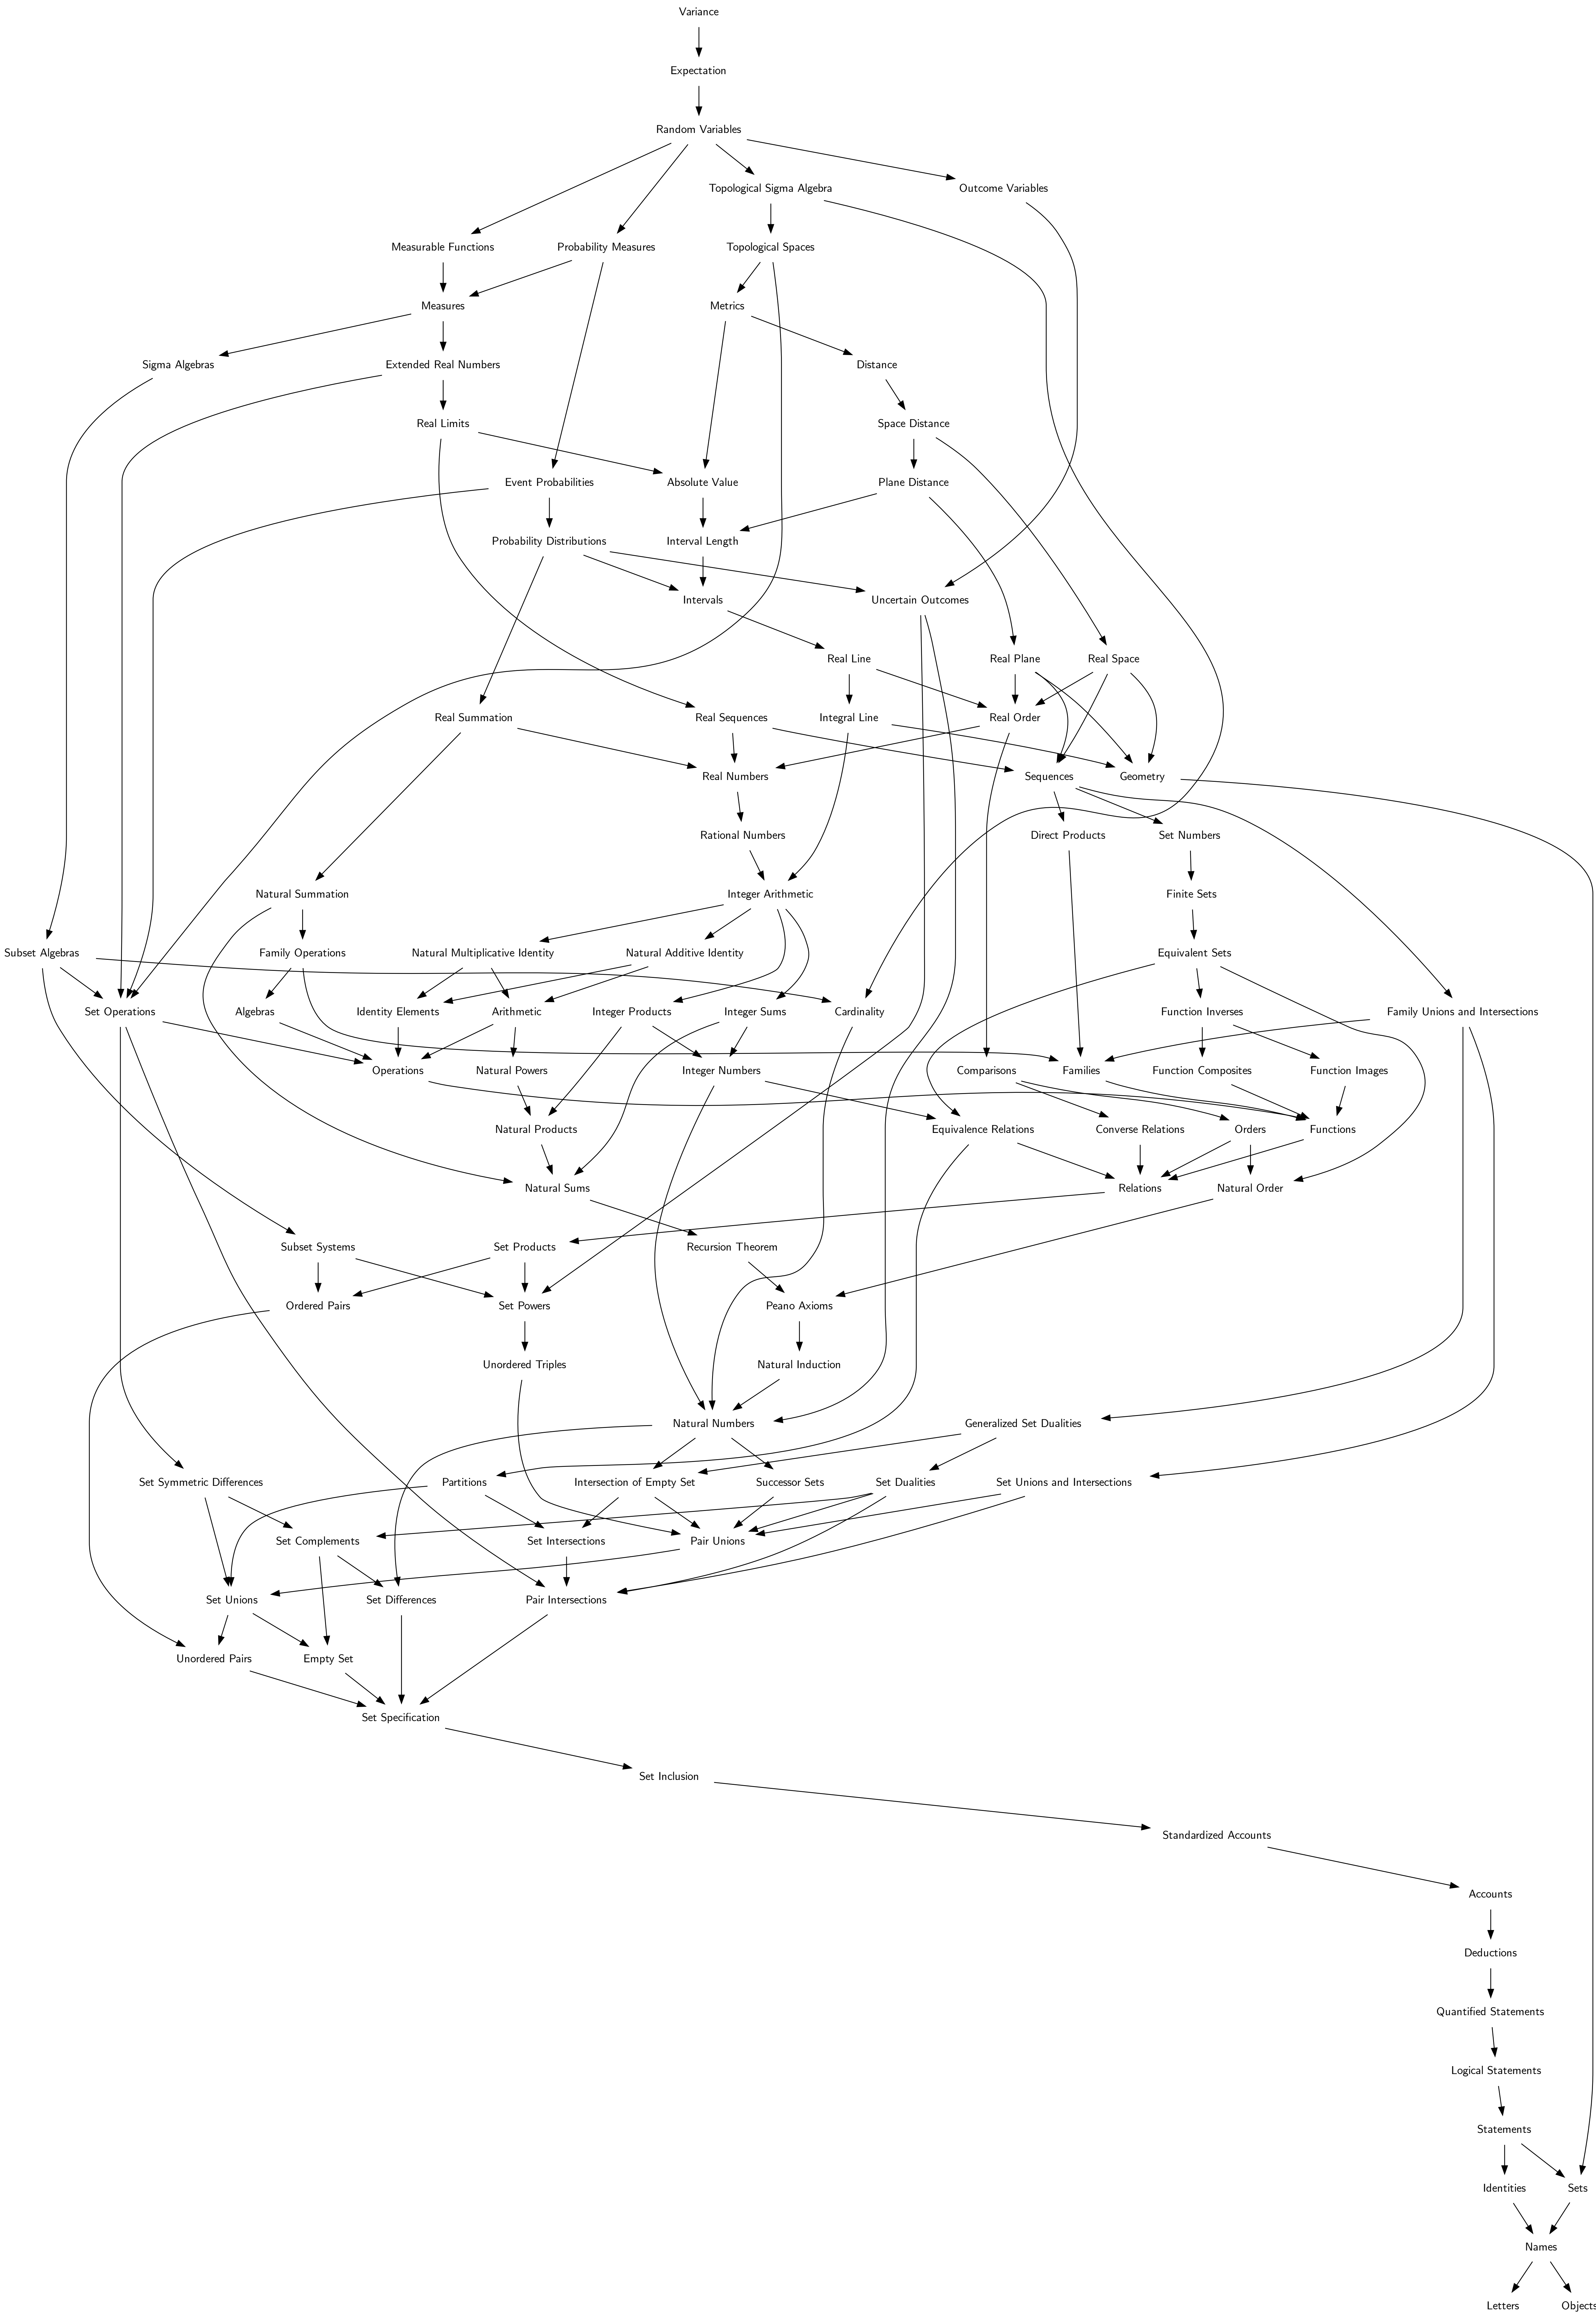 Variance
Expectation
Random Variables
Topological Sigma Algebra
Outcome Variables
Measurable Functions
Probability Measures
Topological Spaces
Measures
Metrics
Sigma Algebras
Extended Real Numbers
Distance
Real Limits
Space Distance
Event Probabilities
Absolute Value
Plane Distance
Probability Distributions
Interval Length
Intervals
Uncertain Outcomes
Real Line
Real Plane
Real Space
Real Summation
Real Sequences
Integral Line
Real Order
Real Numbers
Sequences
Geometry
Rational Numbers
Direct Products
Set Numbers
Natural Summation
Integer Arithmetic
Finite Sets
Subset Algebras
Family Operations
Natural Multiplicative Identity
Natural Additive Identity
Equivalent Sets
Set Operations
Algebras
Identity Elements
Arithmetic
Integer Products
Integer Sums
Cardinality
Function Inverses
Family Unions and Intersections
Operations
Natural Powers
Integer Numbers
Comparisons
Families
Function Composites
Function Images
Natural Products
Equivalence Relations
Converse Relations
Orders
Functions
Natural Sums
Relations
Natural Order
Subset Systems
Set Products
Recursion Theorem
Ordered Pairs
Set Powers
Peano Axioms
Unordered Triples
Natural Induction
Natural Numbers
Generalized Set Dualities
Set Symmetric Differences
Partitions
Intersection of Empty Set
Successor Sets
Set Dualities
Set Unions and Intersections
Set Complements
Set Intersections
Pair Unions
Set Unions
Set Differences
Pair Intersections
Unordered Pairs
Empty Set
Set Specification
Set Inclusion
Standardized Accounts
Accounts
Deductions
Quantified Statements
Logical Statements
Statements
Identities
Sets
Names
Letters
Objects